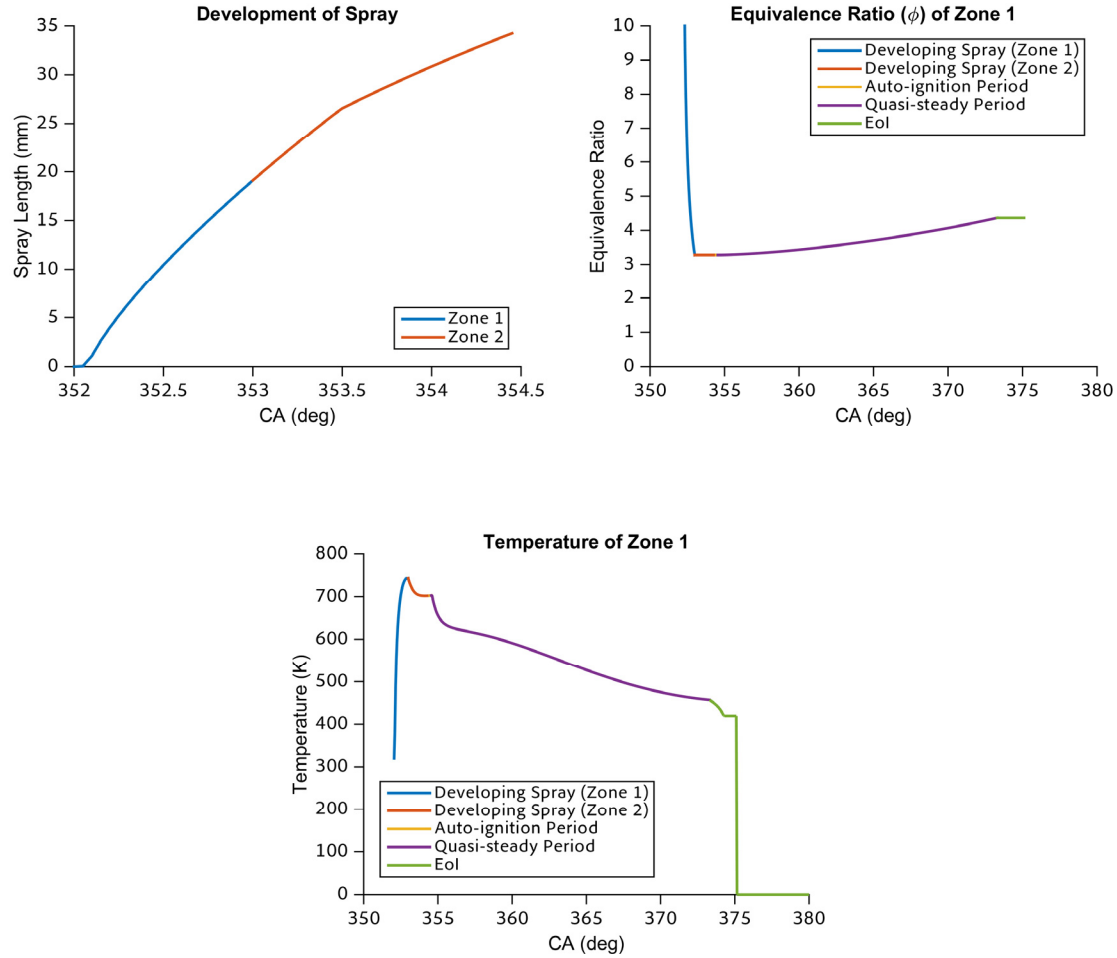 Development of Spray
35
30
25
20
15
10
5
0
352
352.5
353
353.5
354
354.5
Spray Length (mm)
CA (deg)
Zone 1
Zone 2
Equivalence Ratio (ϕ) of Zone 1
10
9
8
7
6
5
4
3
2
1
0
350
355
360
365
370
375
380
Equivalence Ratio
CA (deg)
Developing Spray (Zone 1)
Developing Spray (Zone 2)
Auto-ignition Period
Quasi-steady Period
EoI
Temperature of Zone 1
800
700
600
500
400
300
200
100
0
350
355
360
365
370
375
380
Temperature (K)
CA (deg)
Developing Spray (Zone 1)
Developing Spray (Zone 2)
Auto-ignition Period
Quasi-steady Period
EoI